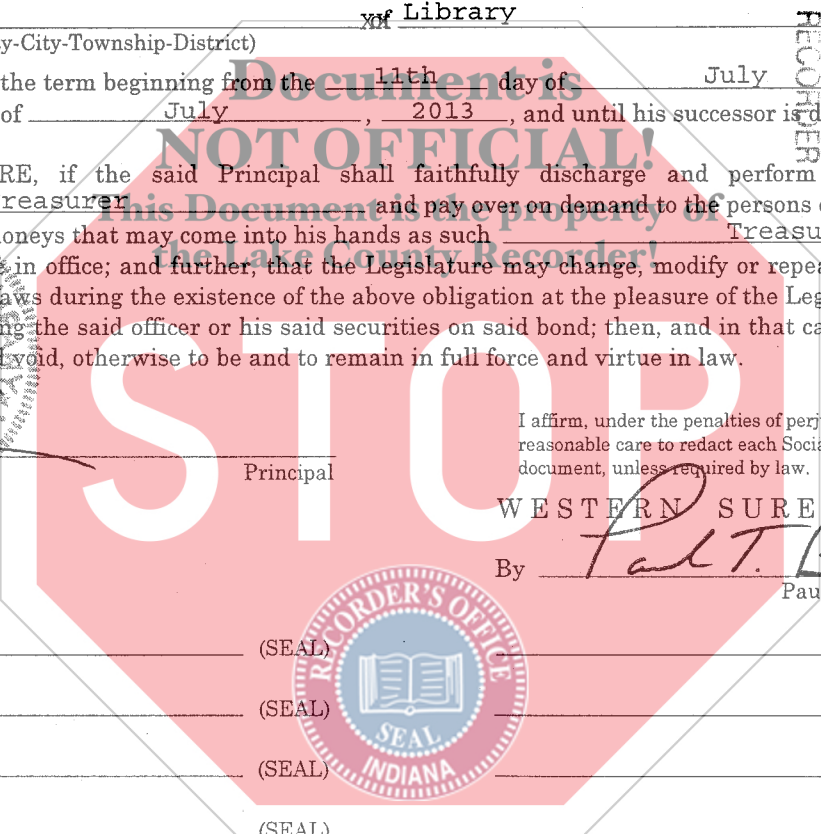 xof Library
RECORDER
y-City-Township-District)
the term beginning from the 11th day of July
of July , 2013 , and until his successor is d
RE, if the said Principal shall faithfully discharge and perform
reasurer and pay over on demand to the persons
oneys that may come into his hands as such Treasu
in office; and further, that the Legislature may change, modify or repea
aws during the existence of the above obligation at the pleasure of the Leg
ng the said officer or his said securities on said bond; then, and in that ca
void, otherwise to be and to remain in full force and virtue in law.
Document is
NOT OFFICIAL!
This Document is the property of
the Lake County Recorder!
STOP
I affirm, under the penalties of perj
reasonable care to redact each Socia
document, unless required by law.
Principal
WESTERN SURE
By Paul T.
Pau
(SEAL)
(SEAL)
(SEAL)
(SEAL)
RECORDER'S OFFICE
SEAL
INDIANA